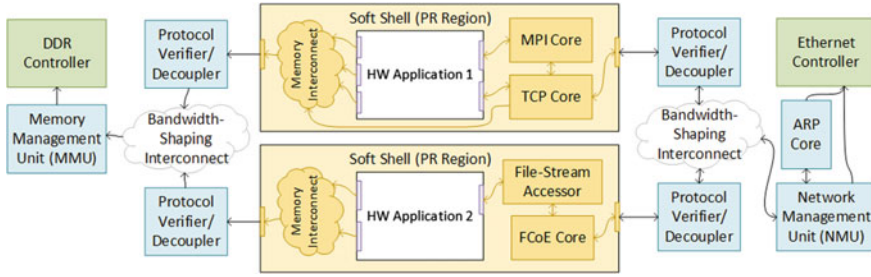 DDR
Controller
Memory
Management
Unit (MMU)
Protocol
Verifier/
Decoupler
Bandwidth-
Shaping
Interconnect
Protocol
Verifier/
Decoupler
Soft Shell (PR Region)
Memory
Interconnect
HW Application 1
MPI Core
TCP Core
Soft Shell (PR Region)
Memory
Interconnect
HW Application 2
File-Stream
Accessor
FCoE Core
Protocol
Verifier/
Decoupler
Bandwidth-
Shaping
Interconnect
Protocol
Verifier/
Decoupler
Ethernet
Controller
ARP
Core
Network
Management
Unit (NMU)